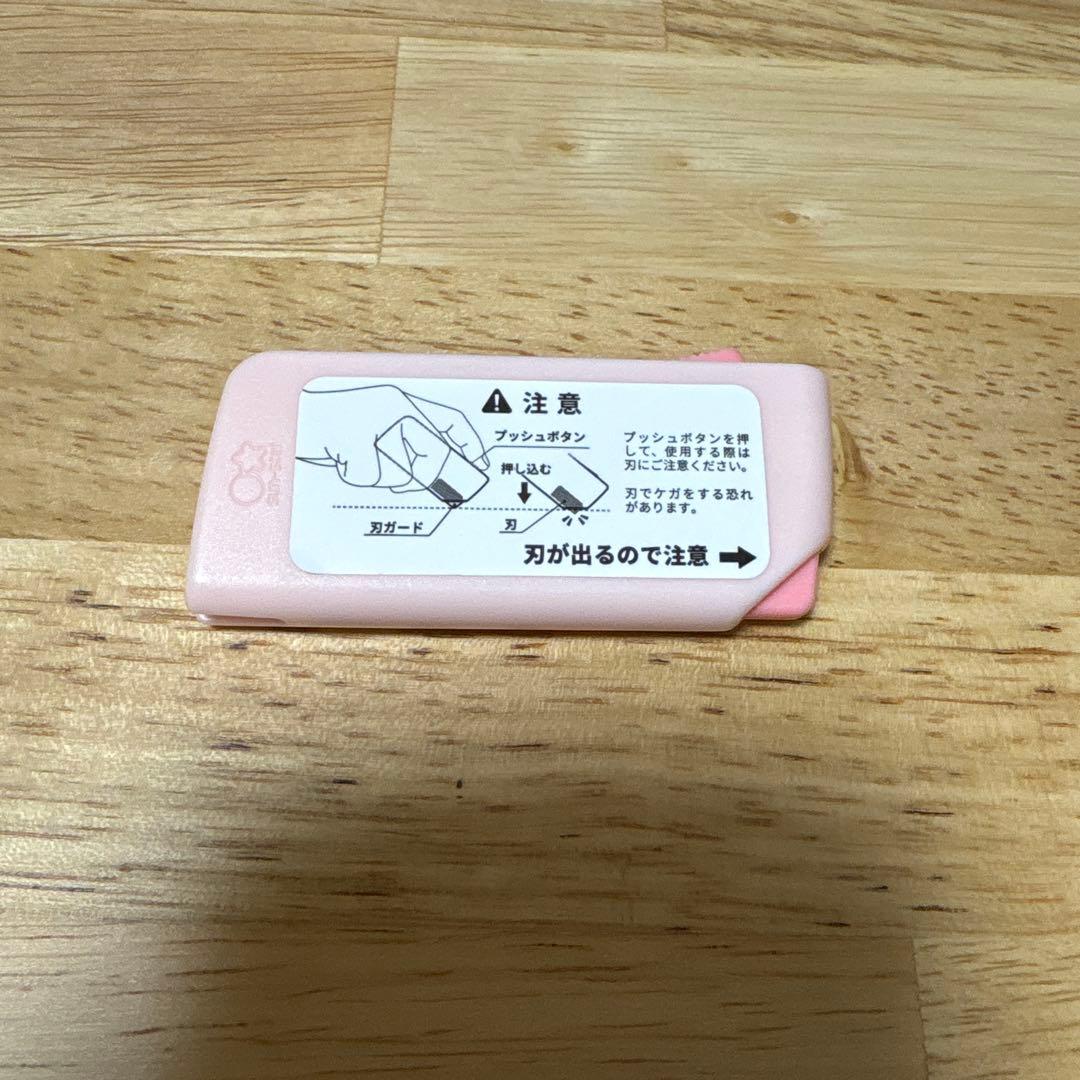 注意
プッシュボタン
押し込む
刃ガード
刃
プッシュボタンを押
して、使用する際は
刃にご注意ください。
刃でケガをする恐れ
があります。
刃が出るので注意